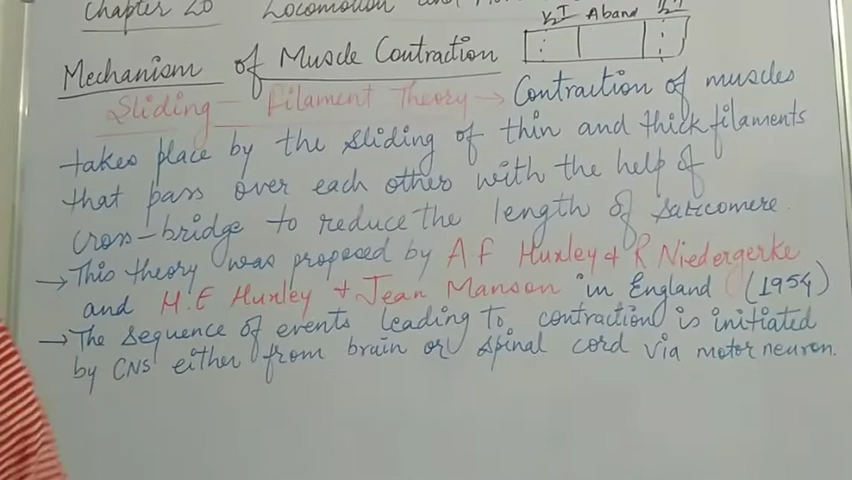 Chapter 20 Locomotion and
½I A band ½I
Mechanism of Muscle Contraction
Sliding - Filament Theory → Contraction of muscles
takes place by the sliding of thin and thick filaments
that pass over each other with the help of
cross-bridge to reduce the length of sarcomere.
→ This theory was proposed by A F Huxley & R Niedergerke
and H.E Huxley & Jean Manson in England (1954)
→ The sequence of events leading to contraction is initiated
by CNS either from brain or spinal cord via motor neuron.